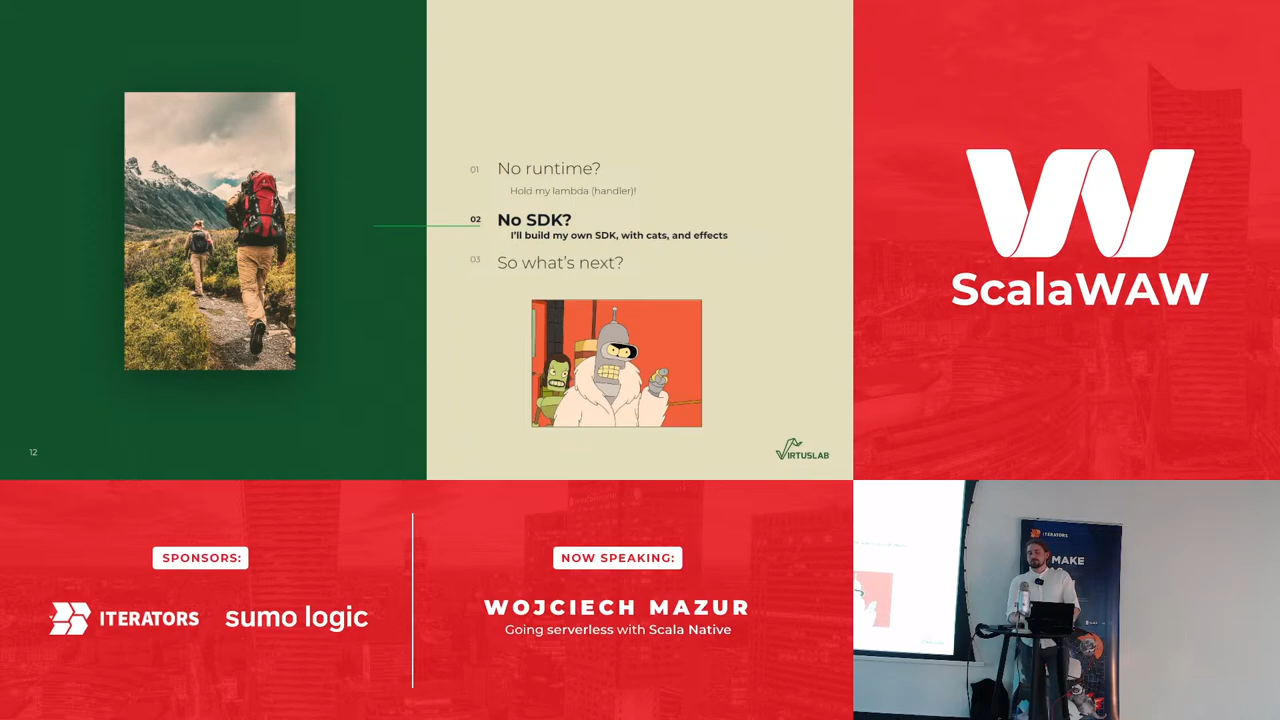 01
No runtime?
Hold my lambda (handler)!
02
No SDK?
I'll build my own SDK, with cats, and effects
03
So what's next?
12
VIRTUSLAB
ScalaWAW
SPONSORS:
ITERATORS
sumo logic
NOW SPEAKING:
WOJCIECH MAZUR
Going serverless with Scala Native
ITERATORS
MAKE